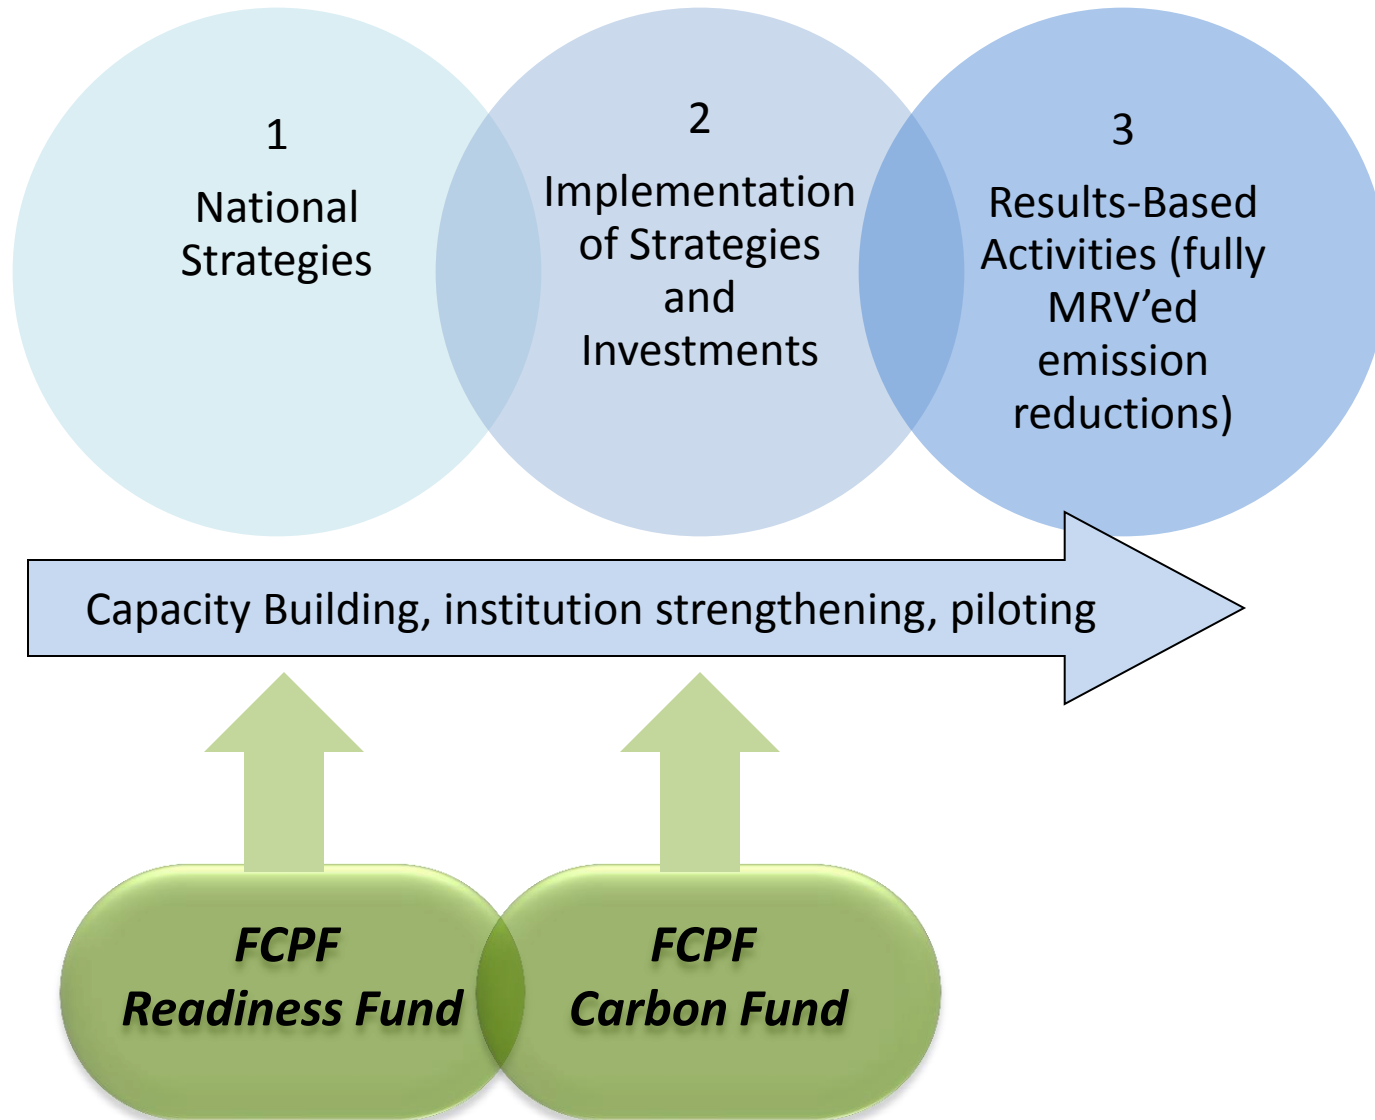 1
National
Strategies
2
Implementation
of Strategies
and
Investments
3
Results-Based
Activities (fully
MRV’ed
emission
reductions)
Capacity Building, institution strengthening, piloting
FCPF
Readiness Fund
FCPF
Carbon Fund